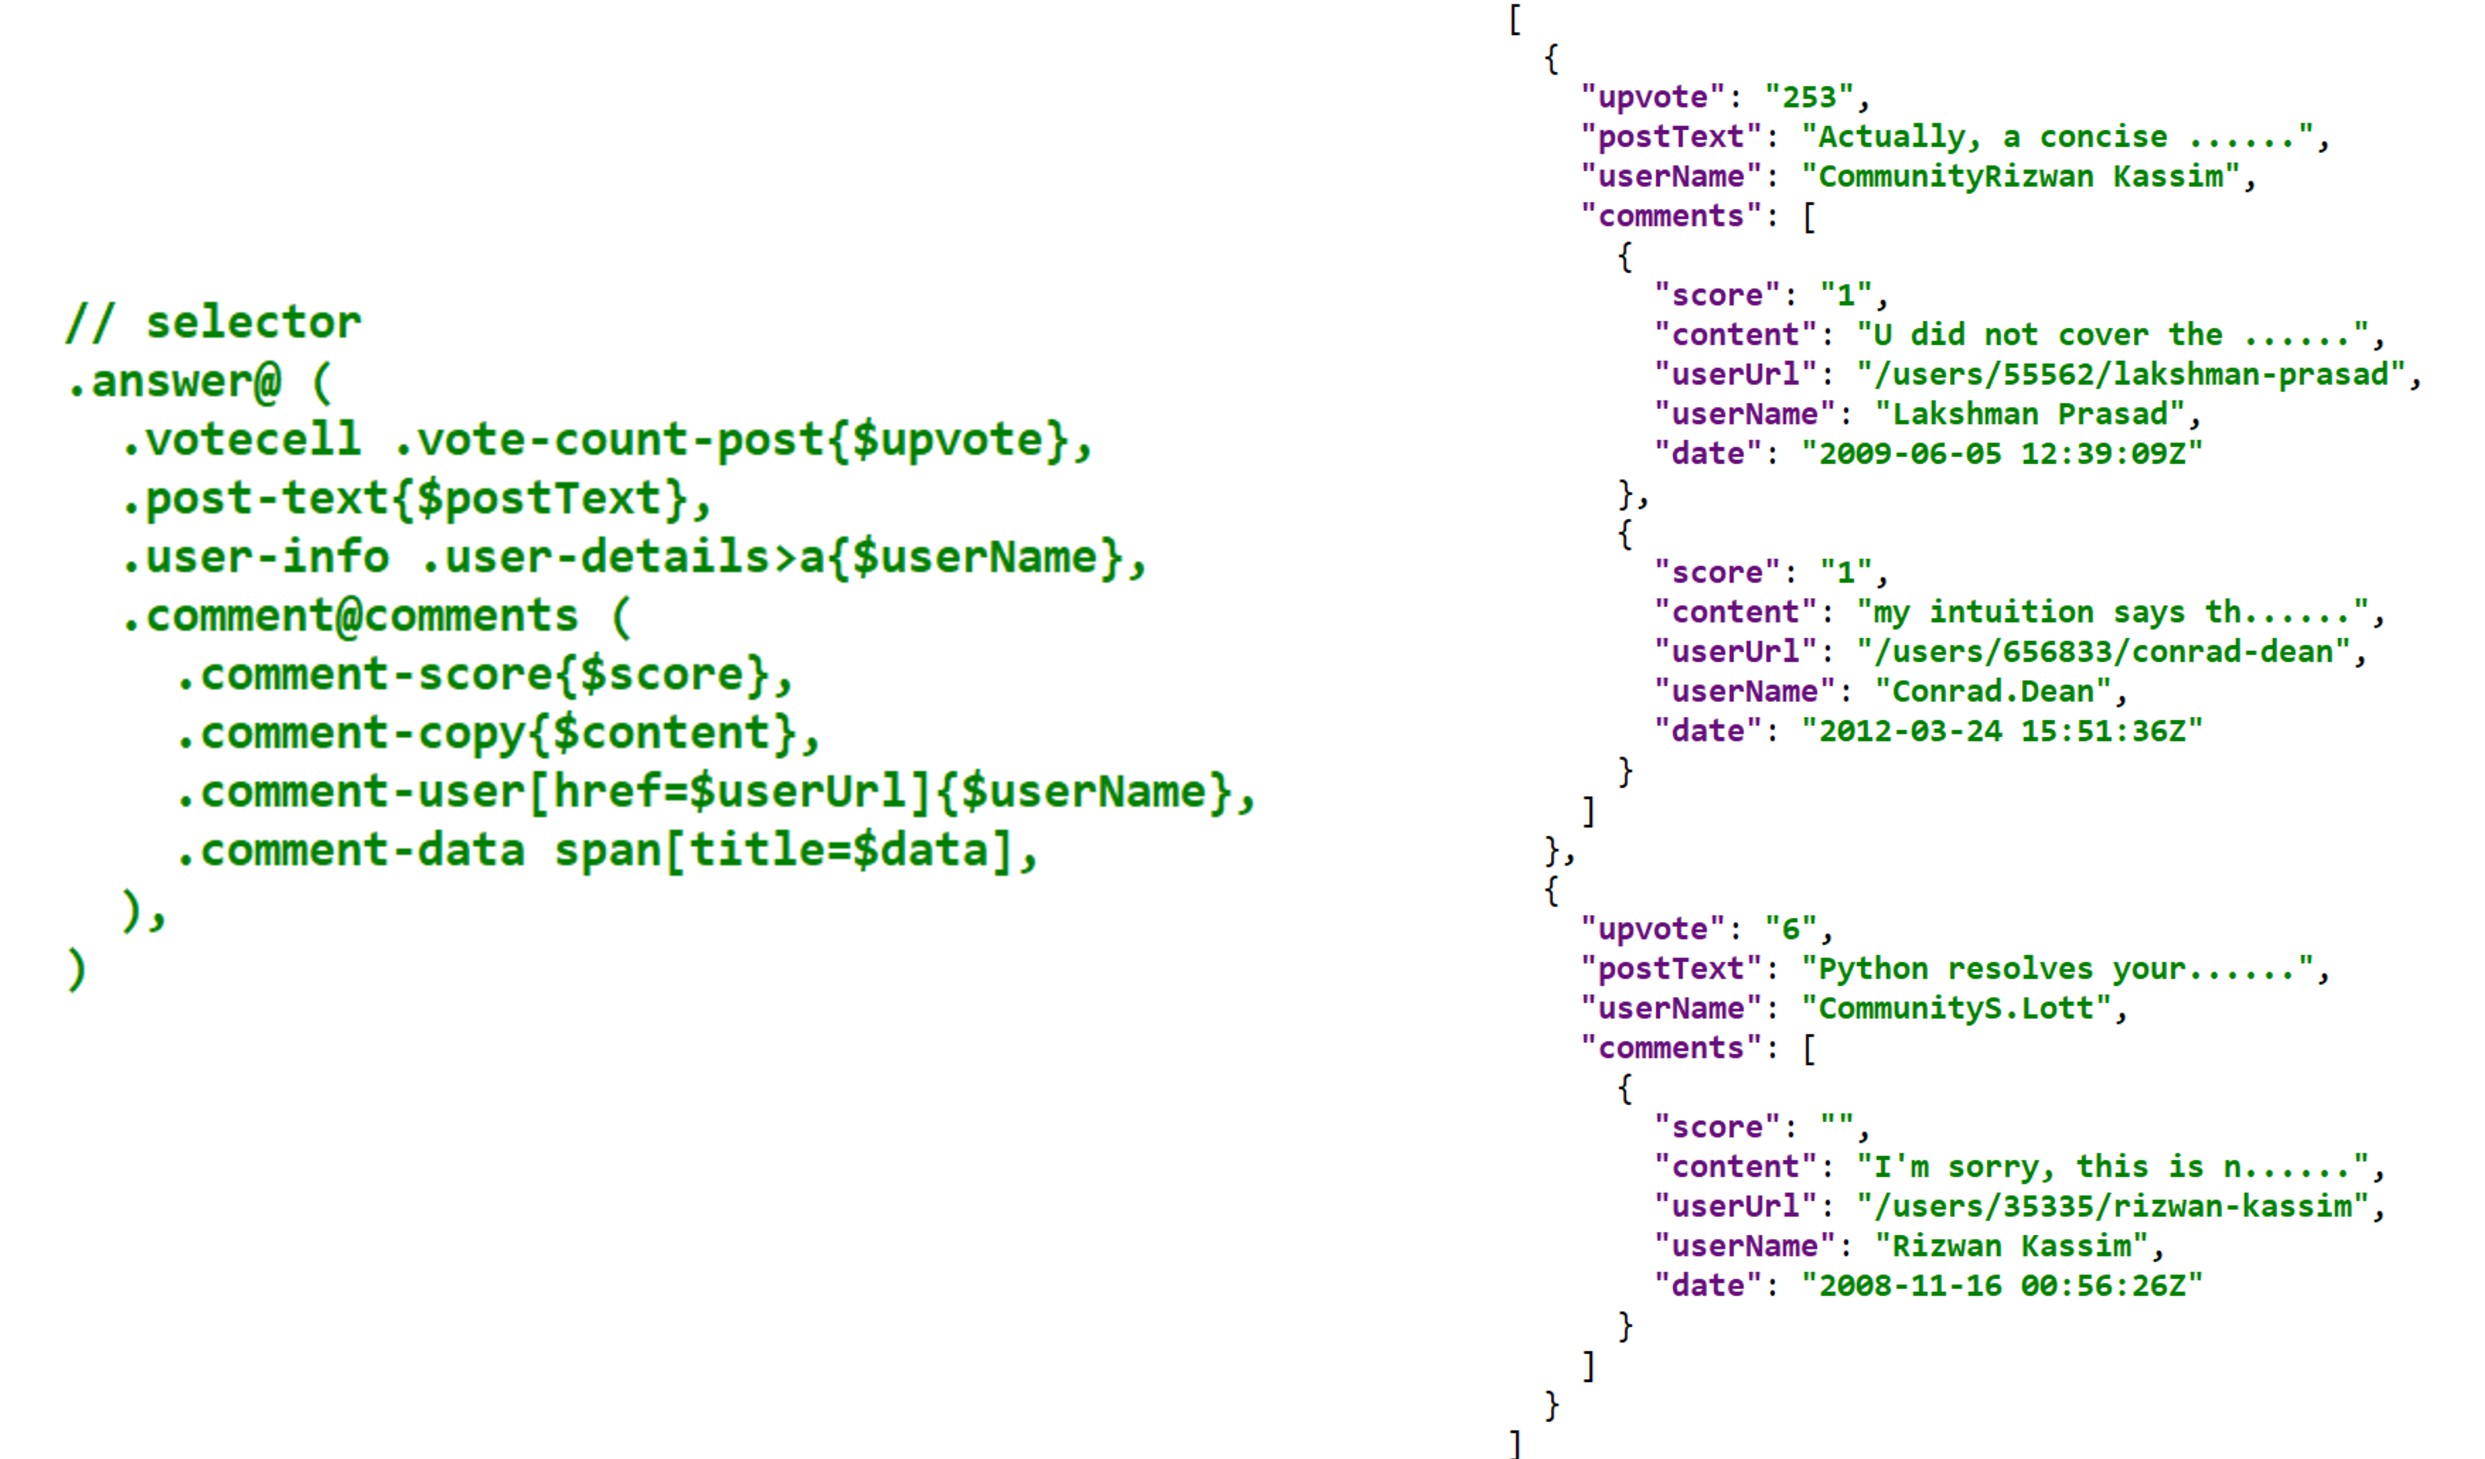 // selector
.answer@ (
  .votecell .vote-count-post{$upvote},
  .post-text{$postText},
  .user-info .user-details>a{$userName},
  .comment@comments (
    .comment-score{$score},
    .comment-copy{$content},
    .comment-user[href=$userUrl]{$userName},
    .comment-data span[title=$data],
  ),
)
[
  {
    "upvote": "253",
    "postText": "Actually, a concise ......",
    "userName": "CommunityRizwan Kassim",
    "comments": [
      {
        "score": "1",
        "content": "U did not cover the ......",
        "userUrl": "/users/55562/lakshman-prasad",
        "userName": "Lakshman Prasad",
        "date": "2009-06-05 12:39:09Z"
      },
      {
        "score": "1",
        "content": "my intuition says th......",
        "userUrl": "/users/656833/conrad-dean",
        "userName": "Conrad.Dean",
        "date": "2012-03-24 15:51:36Z"
      }
    ]
  },
  {
    "upvote": "6",
    "postText": "Python resolves your......",
    "userName": "CommunityS.Lott",
    "comments": [
      {
        "score": "",
        "content": "I'm sorry, this is n......",
        "userUrl": "/users/35335/rizwan-kassim",
        "userName": "Rizwan Kassim",
        "date": "2008-11-16 00:56:26Z"
      }
    ]
  }
]